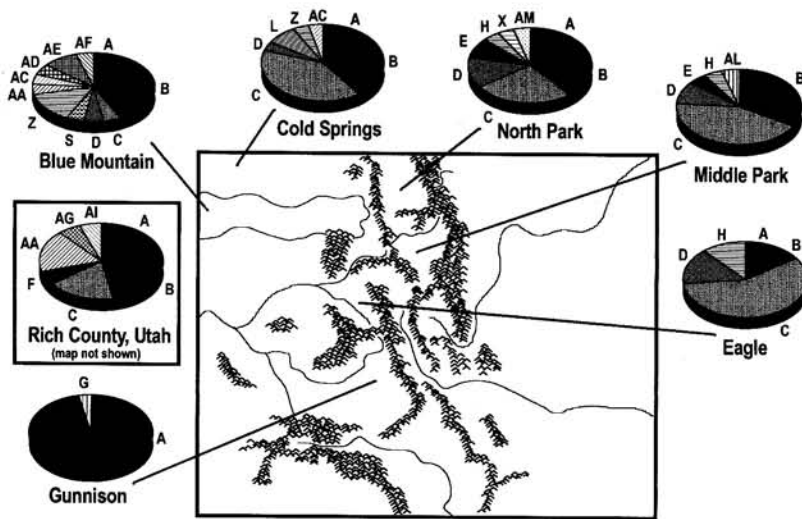 AD AE AF A
AC
AA
Z S D C B
Blue Mountain
L Z AC A
D
C B
Cold Springs
H X AM A
E
D
C B
North Park
E H AL
D B
C
Middle Park
AG AI A
AA
F
C B
Rich County, Utah
(map not shown)
H A B
D
C
Eagle
G
A
Gunnison